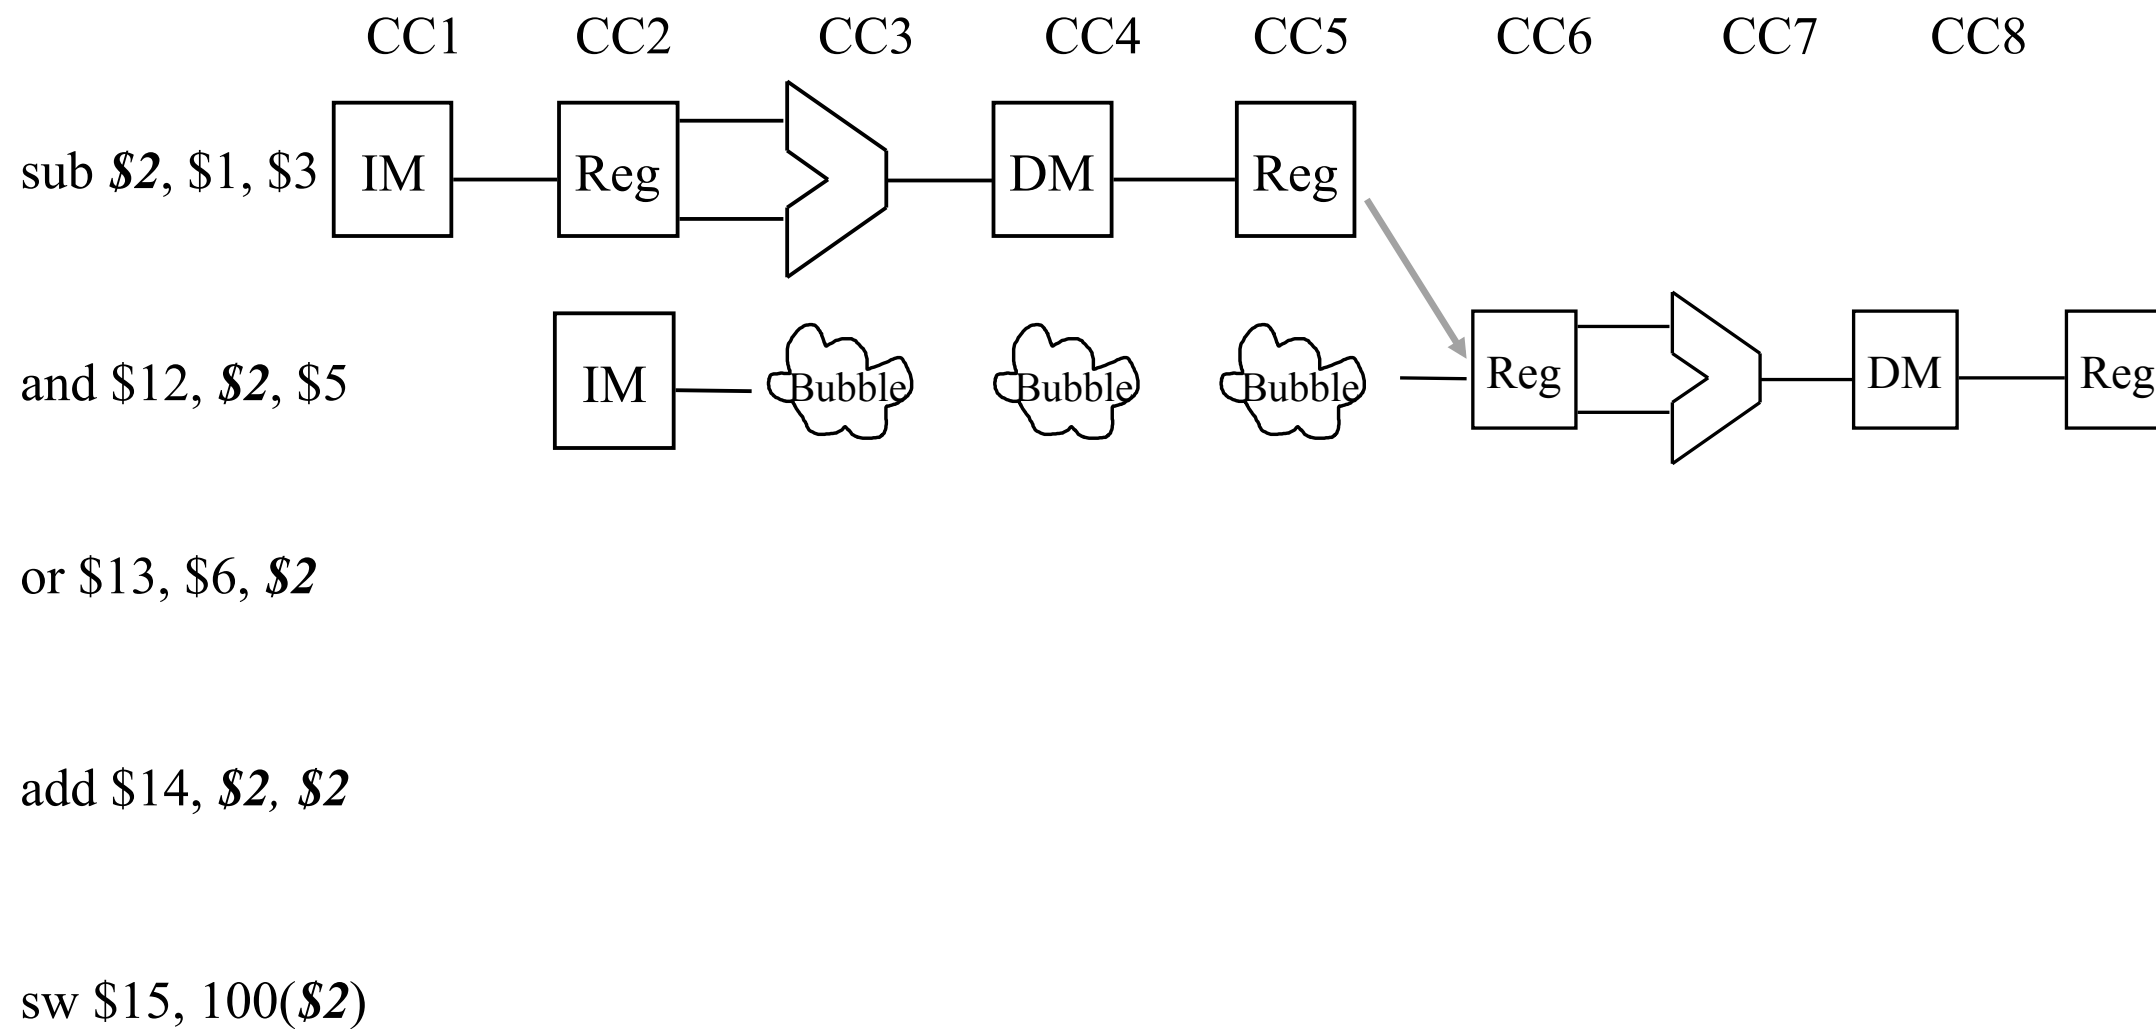 CC1 CC2 CC3 CC4 CC5 CC6 CC7 CC8
sub $2, $1, $3 IM Reg DM Reg
and $12, $2, $5 IM Bubble Bubble Bubble Reg DM Reg
or $13, $6, $2
add $14, $2, $2
sw $15, 100($2)